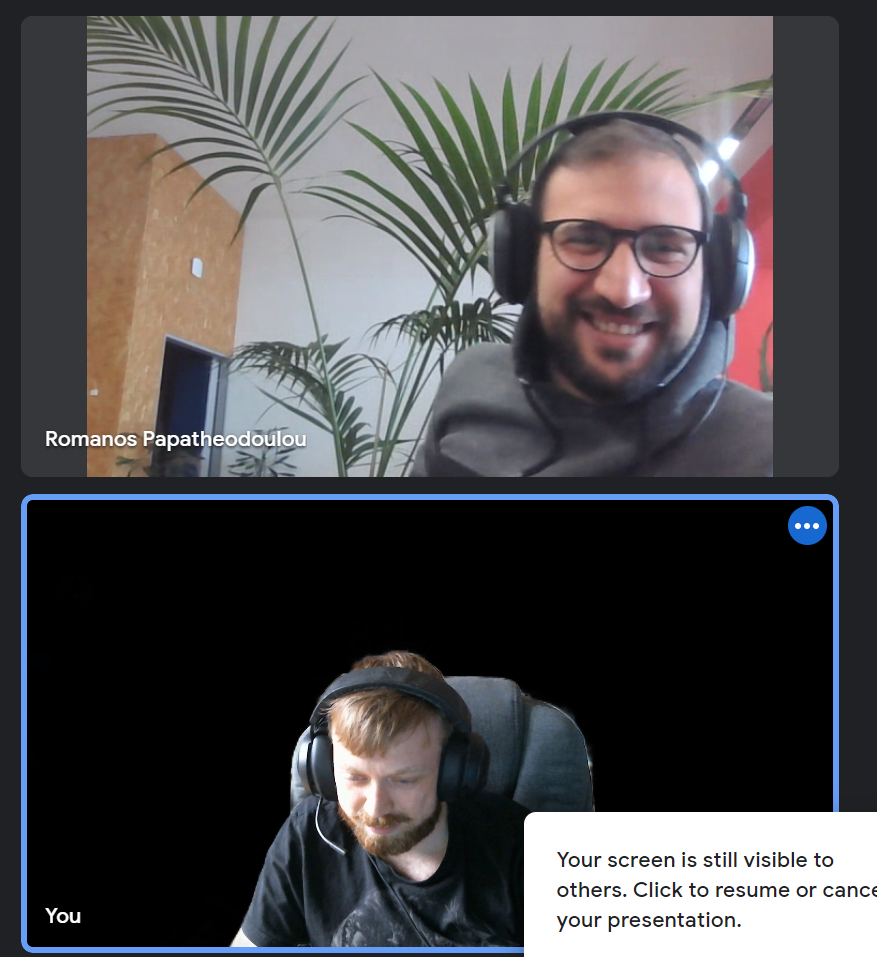 Romanos Papatheodoulou
You
Your screen is still visible to
others. Click to resume or cance
your presentation.